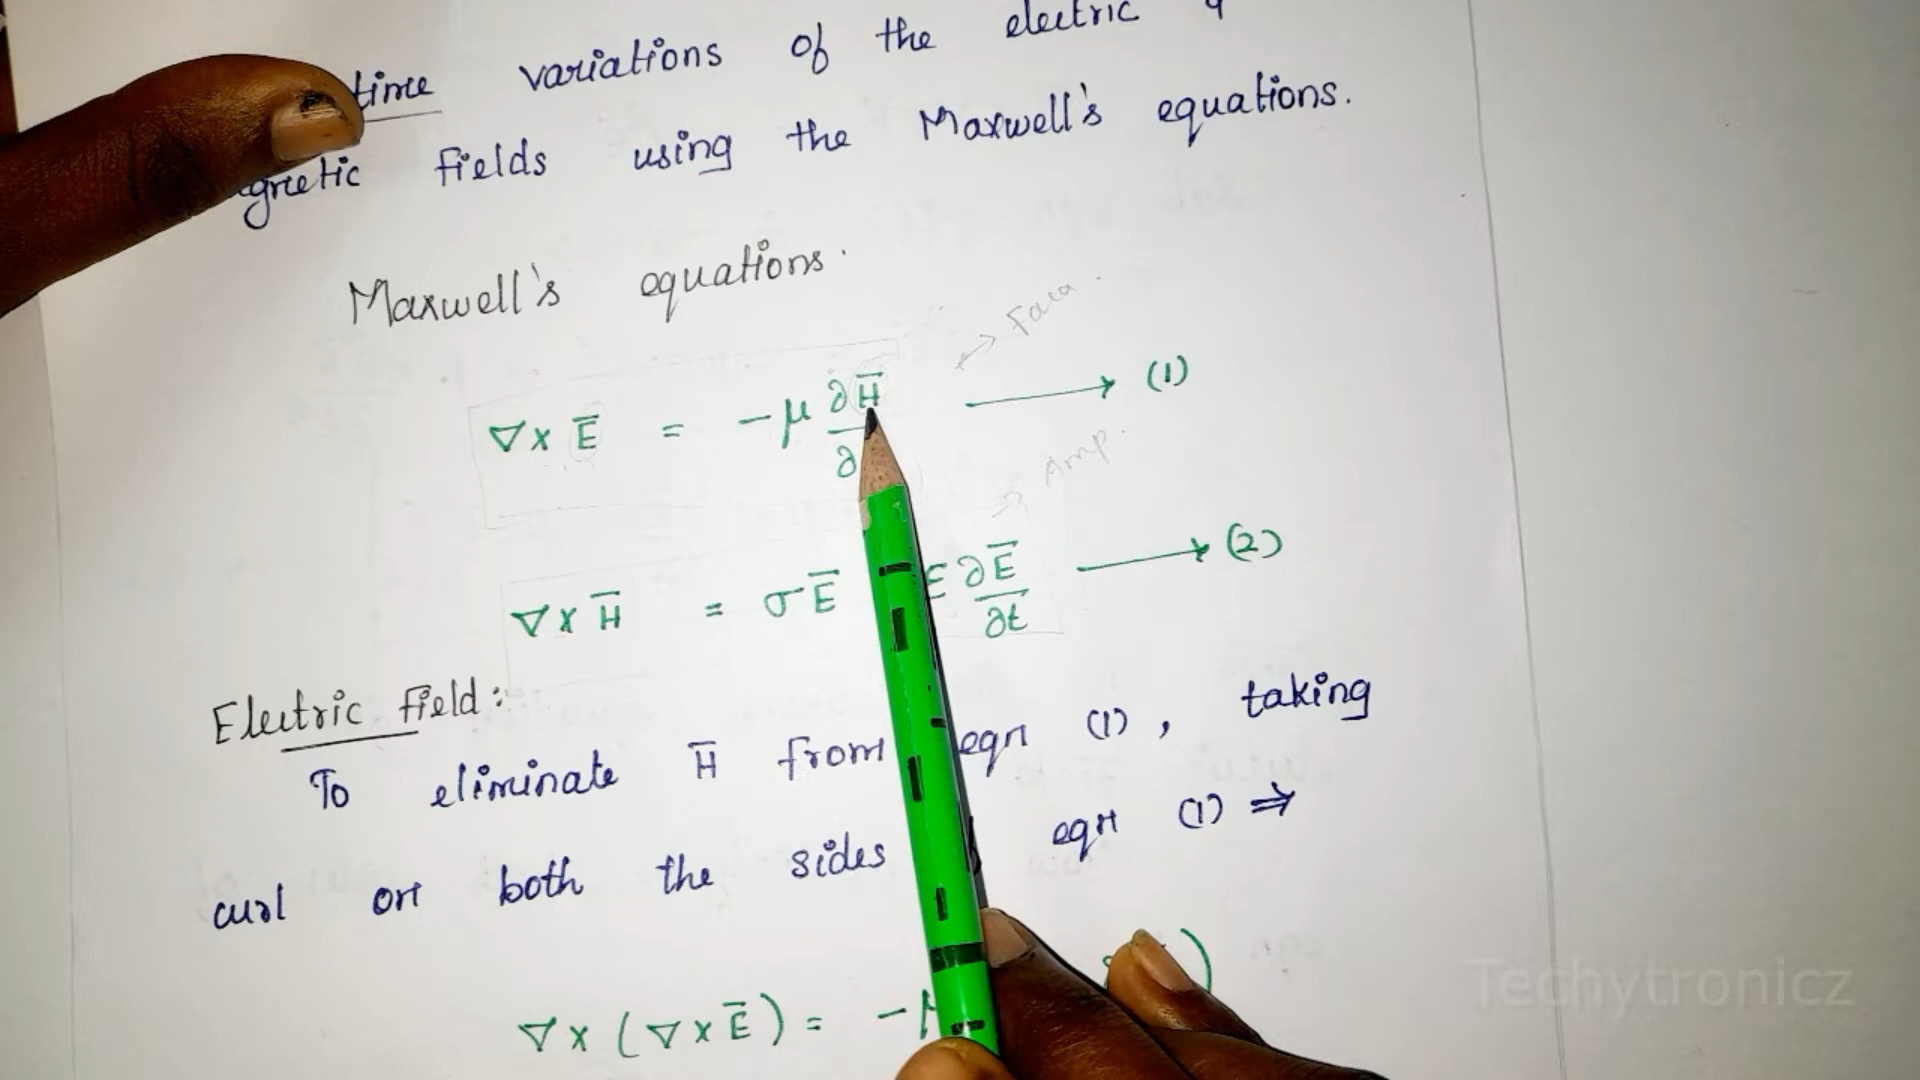 time variations of the electric &
gnetic fields using the Maxwell's equations.
Maxwell's equations.
→ Fara.
∇ × E̅ = -μ ∂H̅/∂ ⟶ (1)
→ Amp.
∇ × H̅ = σE̅ ε ∂E̅/∂t ⟶ (2)
Electric field:
To eliminate H̅ from eqn (1), taking
curl on both the sides eqn (1) ⇒
∇ × (∇ × E̅) = -μ )
Techytronicz